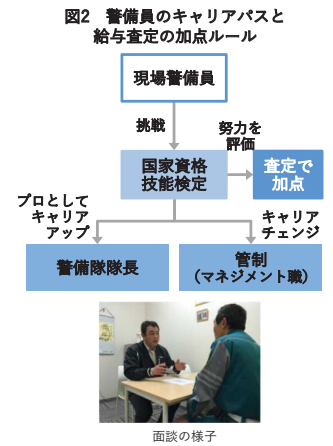 図2　警備員のキャリアパスと
給与査定の加点ルール
現場警備員
挑戦
努力を
評価
国家資格
技能検定
査定で
加点
プロとして
キャリア
アップ
キャリア
チェンジ
警備隊隊長
管制
（マネジメント職）
面談の様子